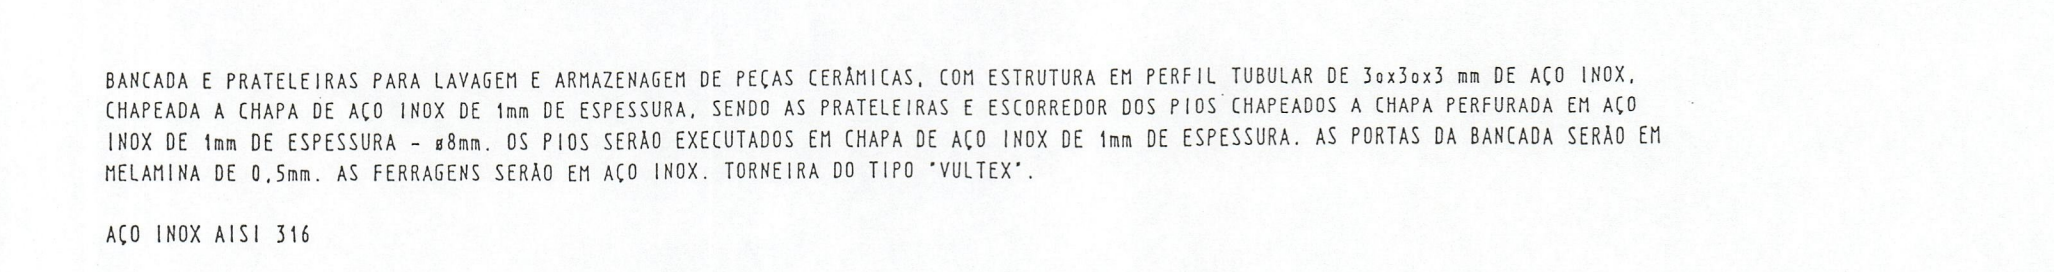 BANCADA E PRATELEIRAS PARA LAVAGEM E ARMAZENAGEM DE PEÇAS CERÂMICAS, COM ESTRUTURA EM PERFIL TUBULAR DE 30x30x3 mm DE AÇO INOX,
CHAPEADA A CHAPA DE AÇO INOX DE 1mm DE ESPESSURA, SENDO AS PRATELEIRAS E ESCORREDOR DOS PIOS CHAPEADOS A CHAPA PERFURADA EM AÇO
INOX DE 1mm DE ESPESSURA - ø8mm. OS PIOS SERÃO EXECUTADOS EM CHAPA DE AÇO INOX DE 1mm DE ESPESSURA. AS PORTAS DA BANCADA SERÃO EM
MELAMINA DE 0,5mm. AS FERRAGENS SERÃO EM AÇO INOX. TORNEIRA DO TIPO "VULTEX".
AÇO INOX AISI 316